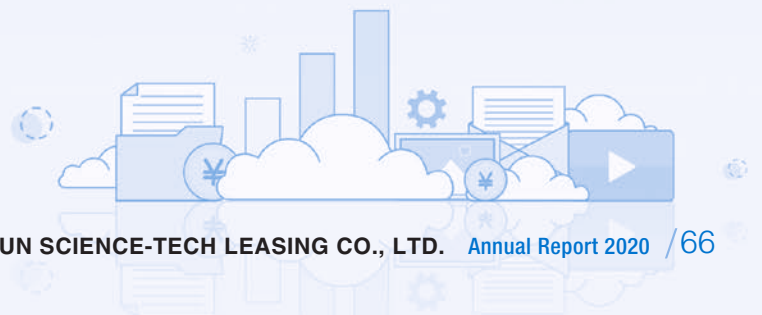 ¥ ¥
UN SCIENCE-TECH LEASING CO., LTD. Annual Report 2020 /66